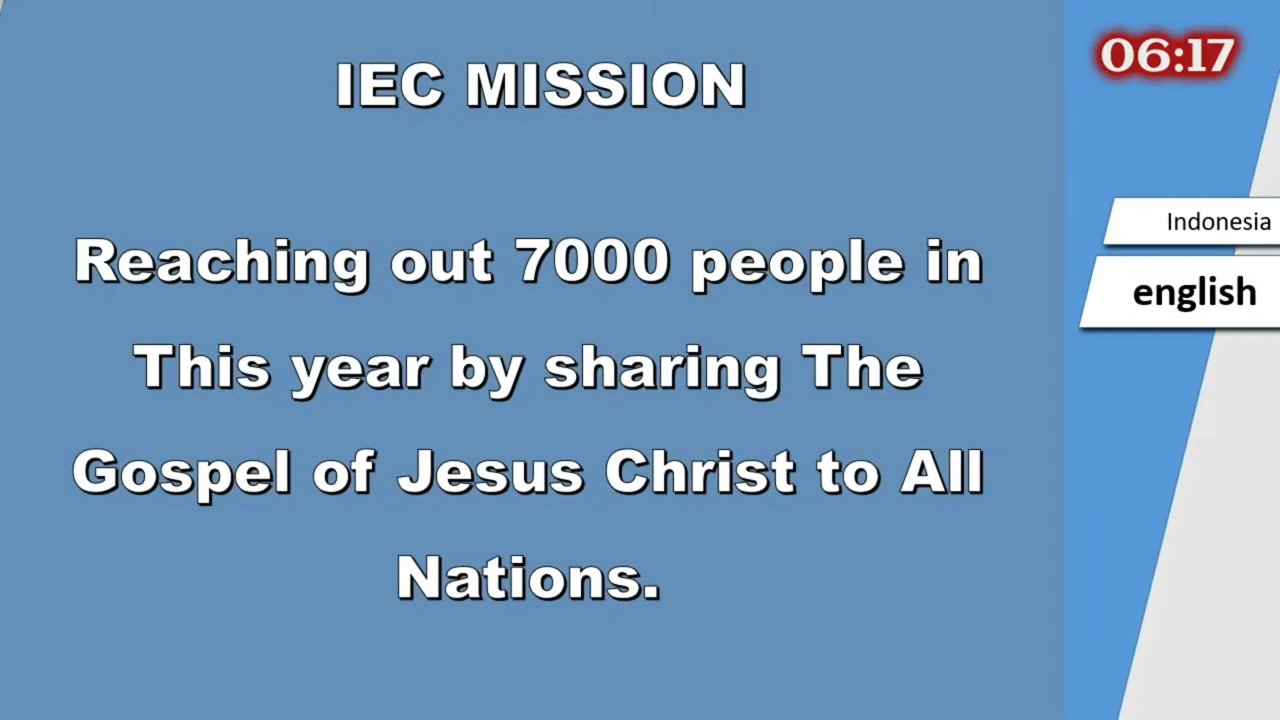 IEC MISSION
06:17
Indonesia
english
Reaching out 7000 people in
This year by sharing The
Gospel of Jesus Christ to All
Nations.